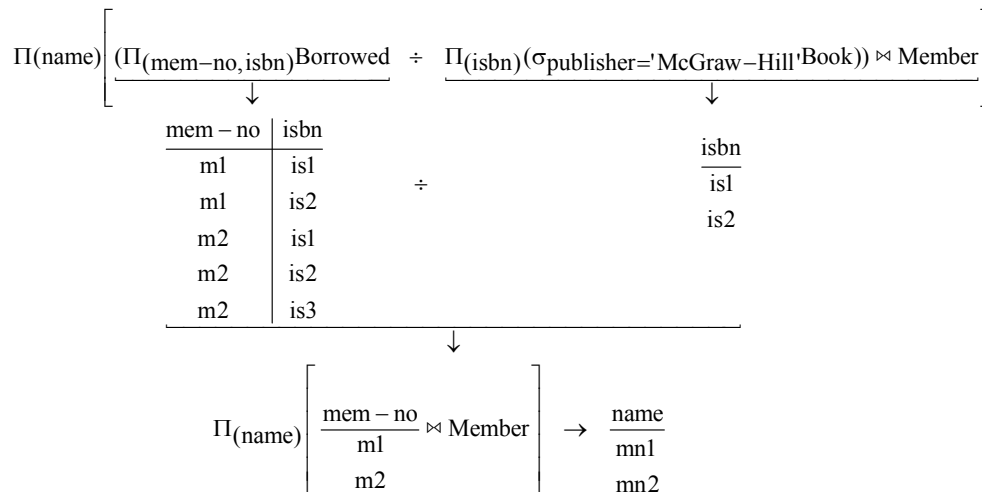 Π(name) [ (Π(mem–no, isbn)Borrowed ÷ Π(isbn)(σpublisher='McGraw–Hill'Book)) ⋈ Member ]
↓ ↓
mem – no isbn
m1 is1
m1 is2
m2 is1
m2 is2
m2 is3
÷
isbn
is1
is2
↓
Π(name) [ mem – no ⋈ Member ] → name
m1 mn1
m2 mn2